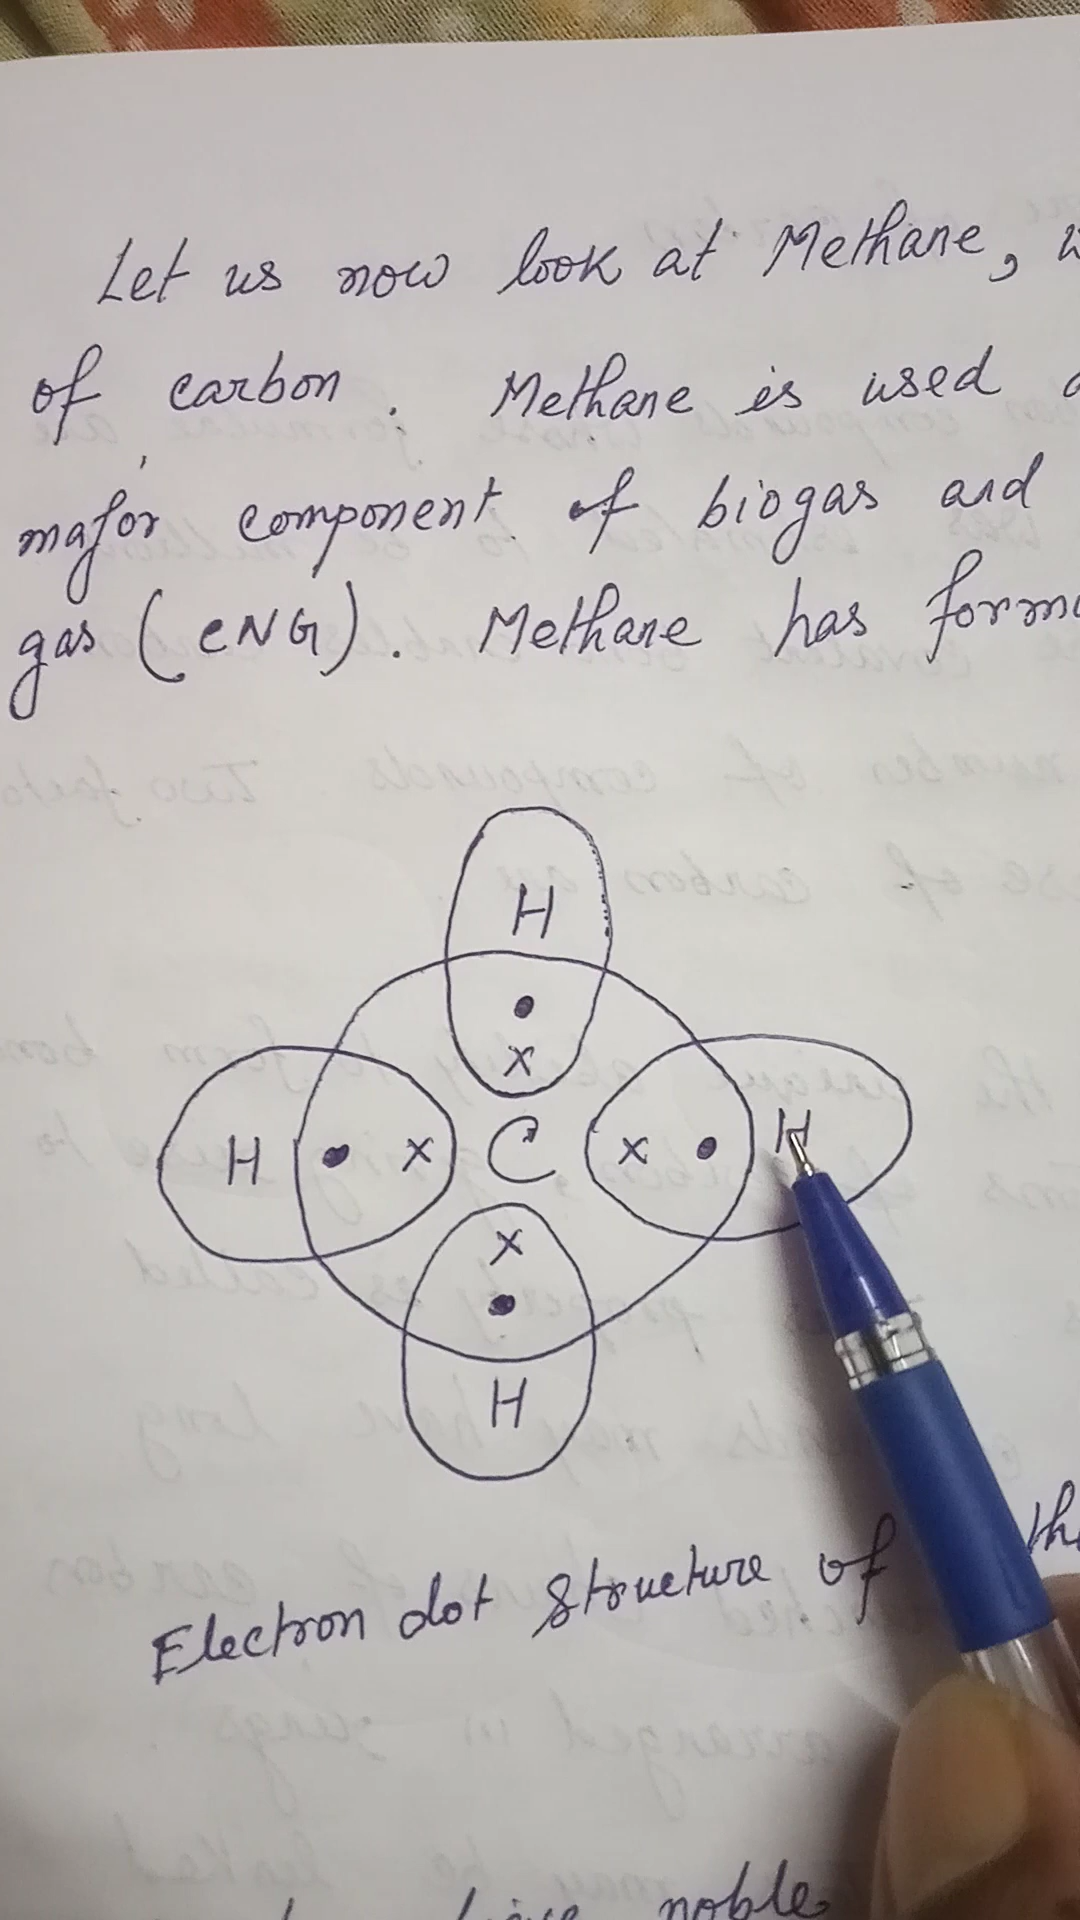 Let us now look at Methane,
of carbon. Methane is used
major component of biogas and
gas (CNG). Methane has
H
•
x
H • x C x • H
x
•
H
Electron dot structure of
noble